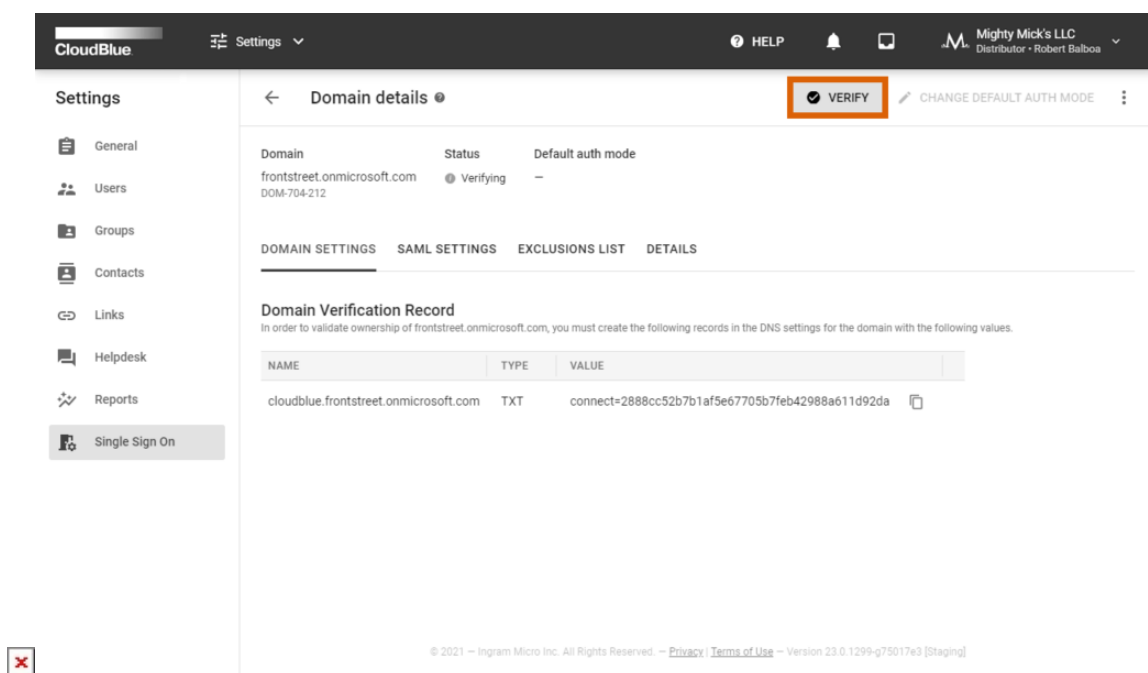 CloudBlue.
Settings
HELP
Mighty Mick's LLC
Distributor • Robert Balboa
Settings
General
Users
Groups
Contacts
Links
Helpdesk
Reports
Single Sign On
Domain details
VERIFY
CHANGE DEFAULT AUTH MODE
Domain Status Default auth mode
frontstreet.onmicrosoft.com Verifying —
DOM-704-212
DOMAIN SETTINGS SAML SETTINGS EXCLUSIONS LIST DETAILS
Domain Verification Record
In order to validate ownership of frontstreet.onmicrosoft.com, you must create the following records in the DNS settings for the domain with the following values.
NAME TYPE VALUE
cloudblue.frontstreet.onmicrosoft.com TXT connect=2888cc52b7b1af5e67705b7feb42988a611d92da
© 2021 — Ingram Micro Inc. All Rights Reserved. — Privacy | Terms of Use — Version 23.0.1299-g75017e3 [Staging]